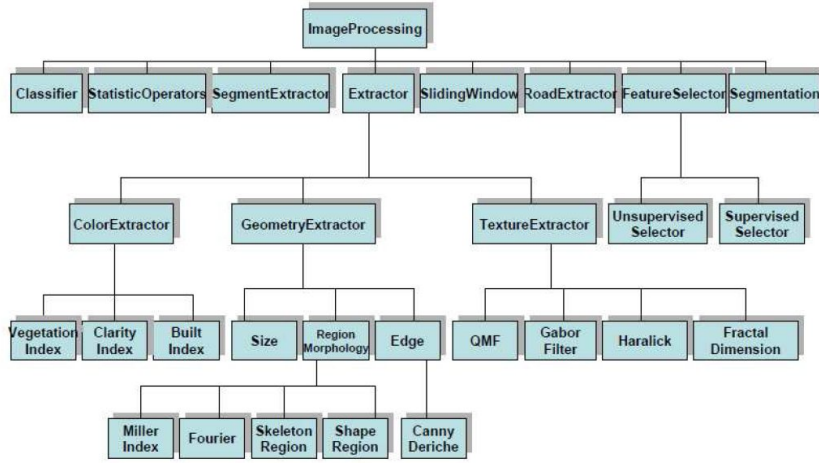 ImageProcessing
Classifier
StatisticOperators
SegmentExtractor
Extractor
SlidingWindow
RoadExtractor
FeatureSelector
Segmentation
ColorExtractor
GeometryExtractor
TextureExtractor
Unsupervised
Selector
Supervised
Selector
Vegetation
Index
Clarity
Index
Built
Index
Size
Region
Morphology
Edge
QMF
Gabor
Filter
Haralick
Fractal
Dimension
Miller
Index
Fourier
Skeleton
Region
Shape
Region
Canny
Deriche